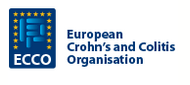 European
Crohn's and Colitis
Organisation
ECCO